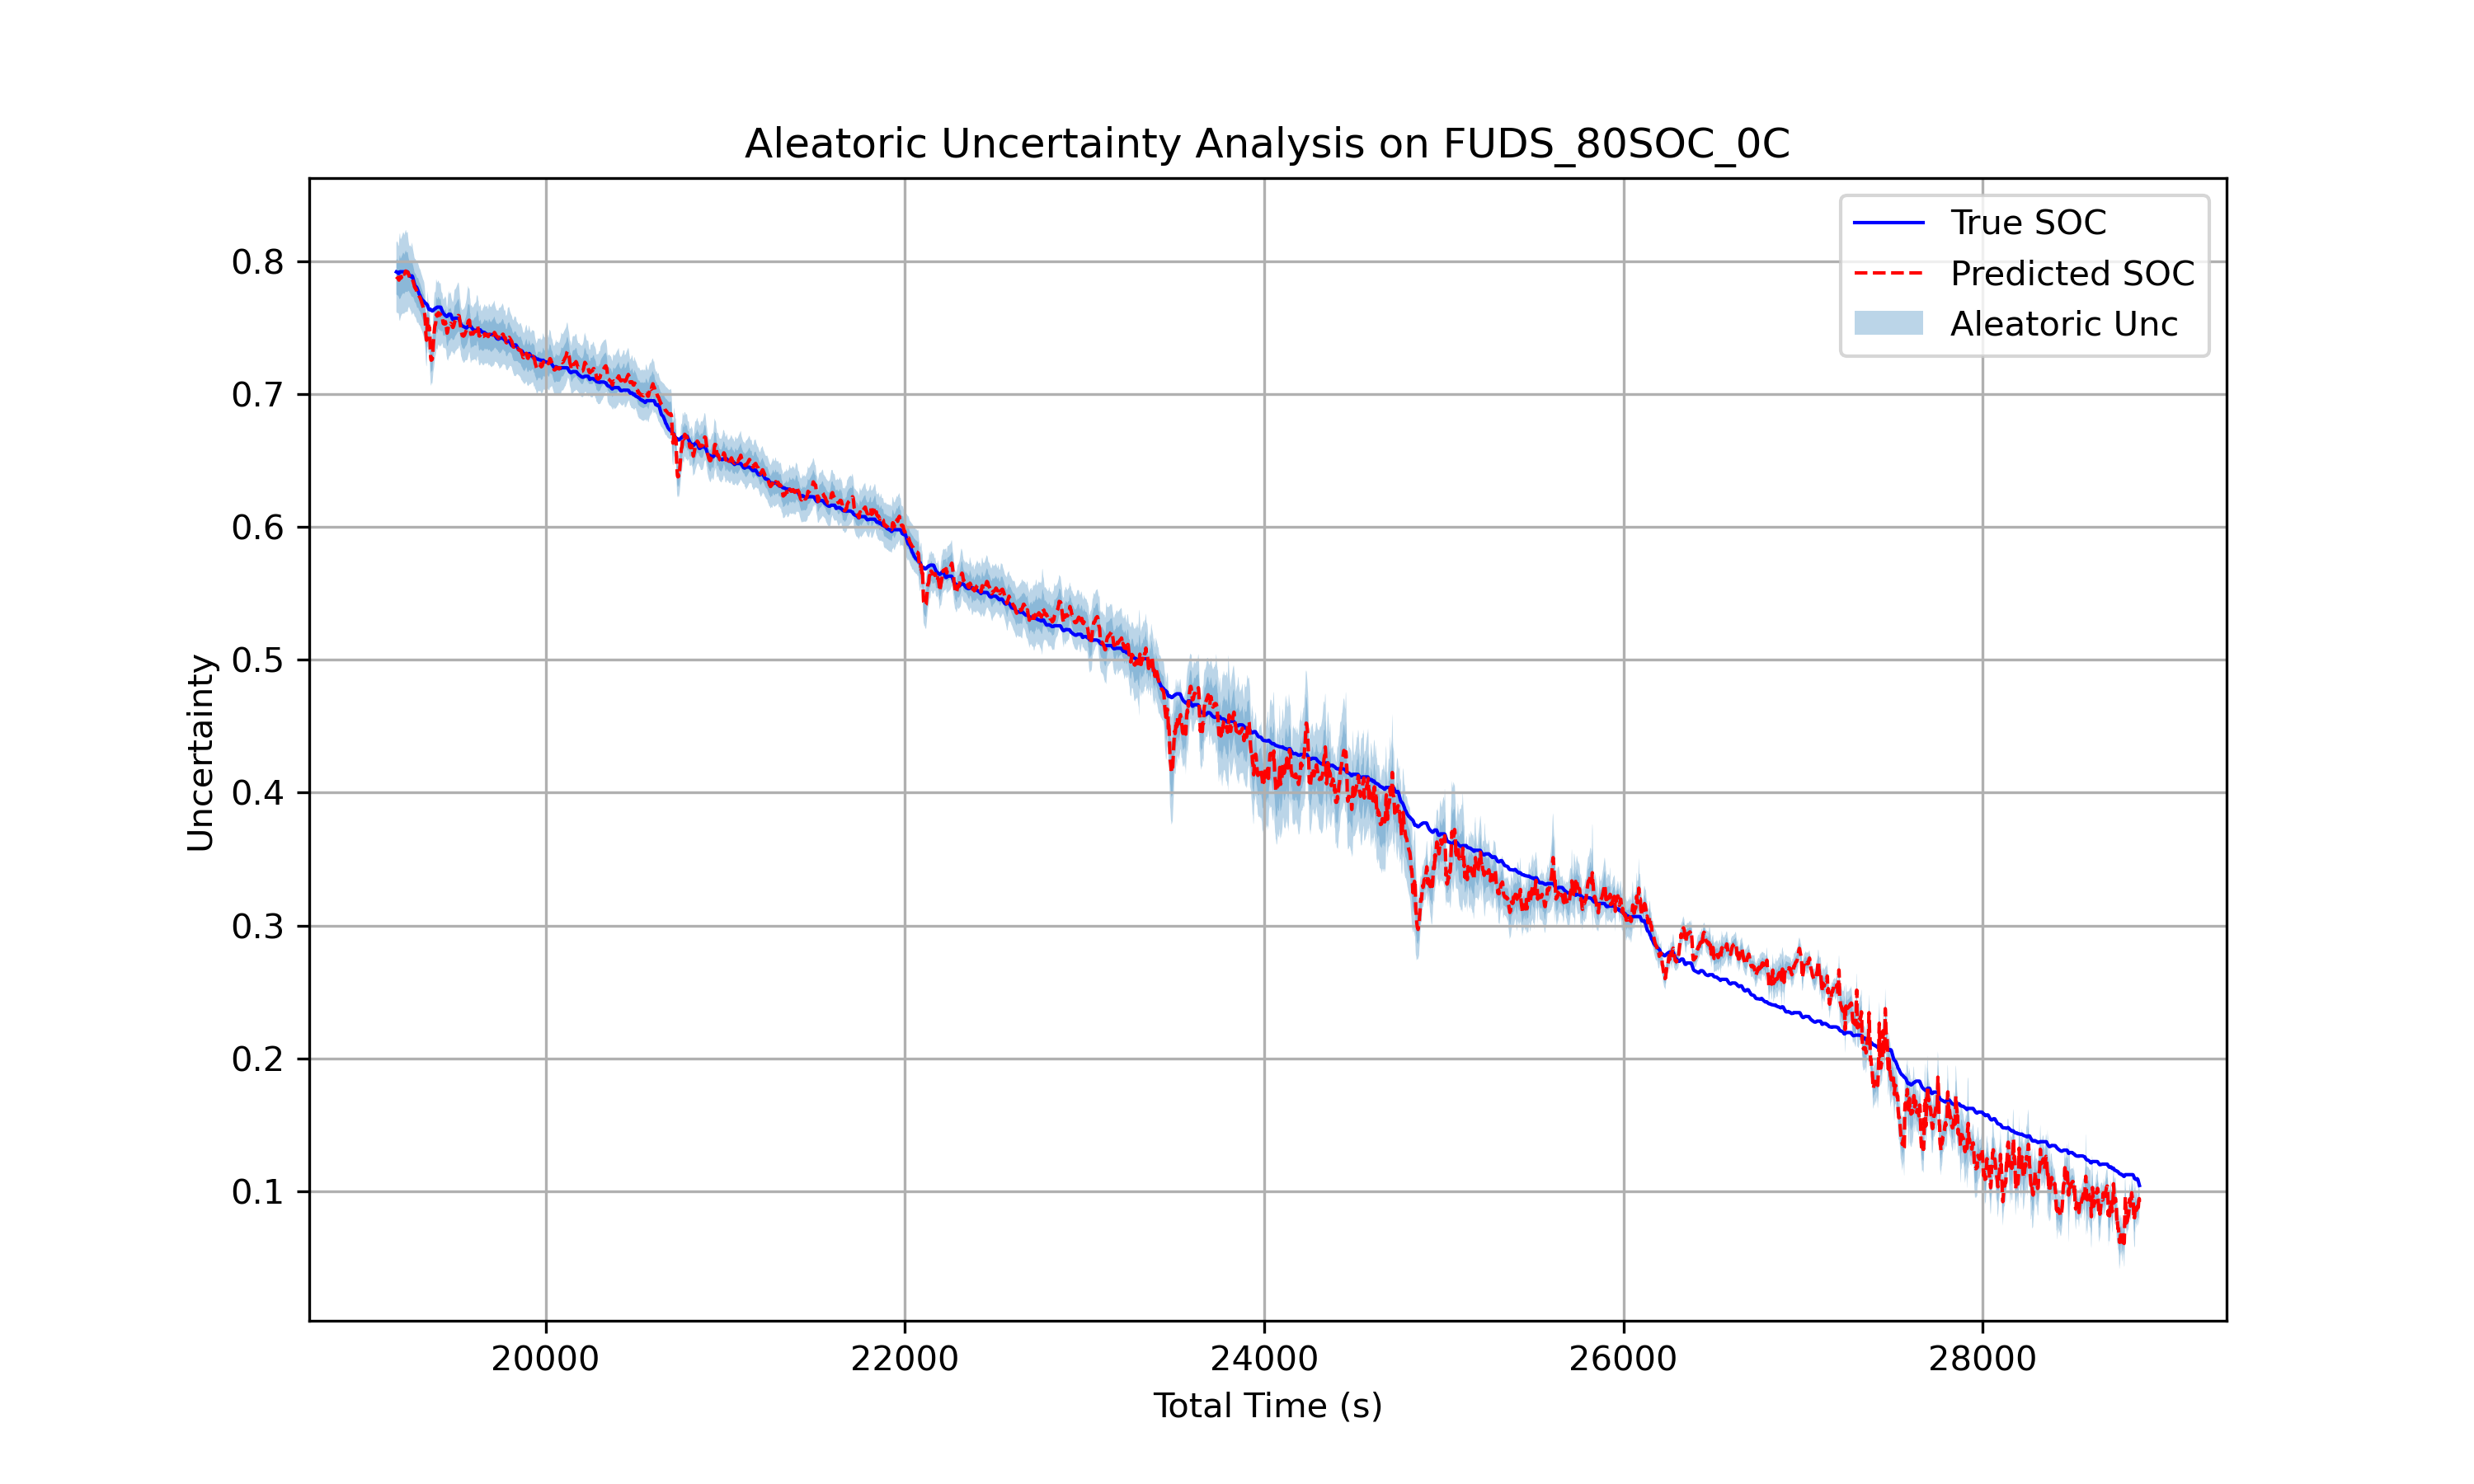 Aleatoric Uncertainty Analysis on FUDS_80SOC_0C
True SOC
Predicted SOC
Aleatoric Unc
Uncertainty
0.8
0.7
0.6
0.5
0.4
0.3
0.2
0.1
20000 22000 24000 26000 28000
Total Time (s)